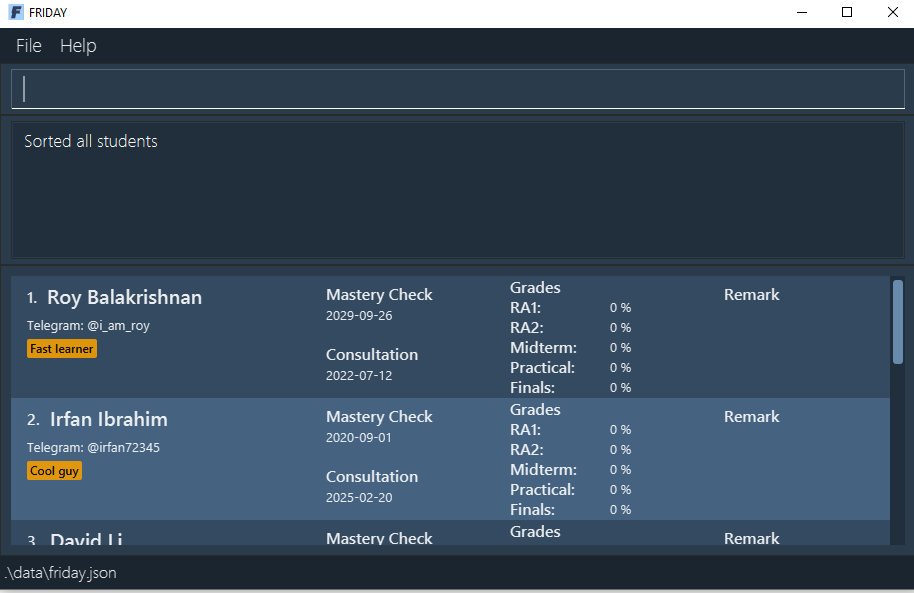 FRIDAY
File Help
Sorted all students
1. Roy Balakrishnan
Telegram: @i_am_roy
Fast learner
Mastery Check
2029-09-26
Consultation
2022-07-12
Grades
RA1: 0 %
RA2: 0 %
Midterm: 0 %
Practical: 0 %
Finals: 0 %
Remark
2. Irfan Ibrahim
Telegram: @irfan72345
Cool guy
Mastery Check
2020-09-01
Consultation
2025-02-20
Grades
RA1: 0 %
RA2: 0 %
Midterm: 0 %
Practical: 0 %
Finals: 0 %
Remark
3. David Li
Mastery Check
Grades
Remark
.\data\friday.json